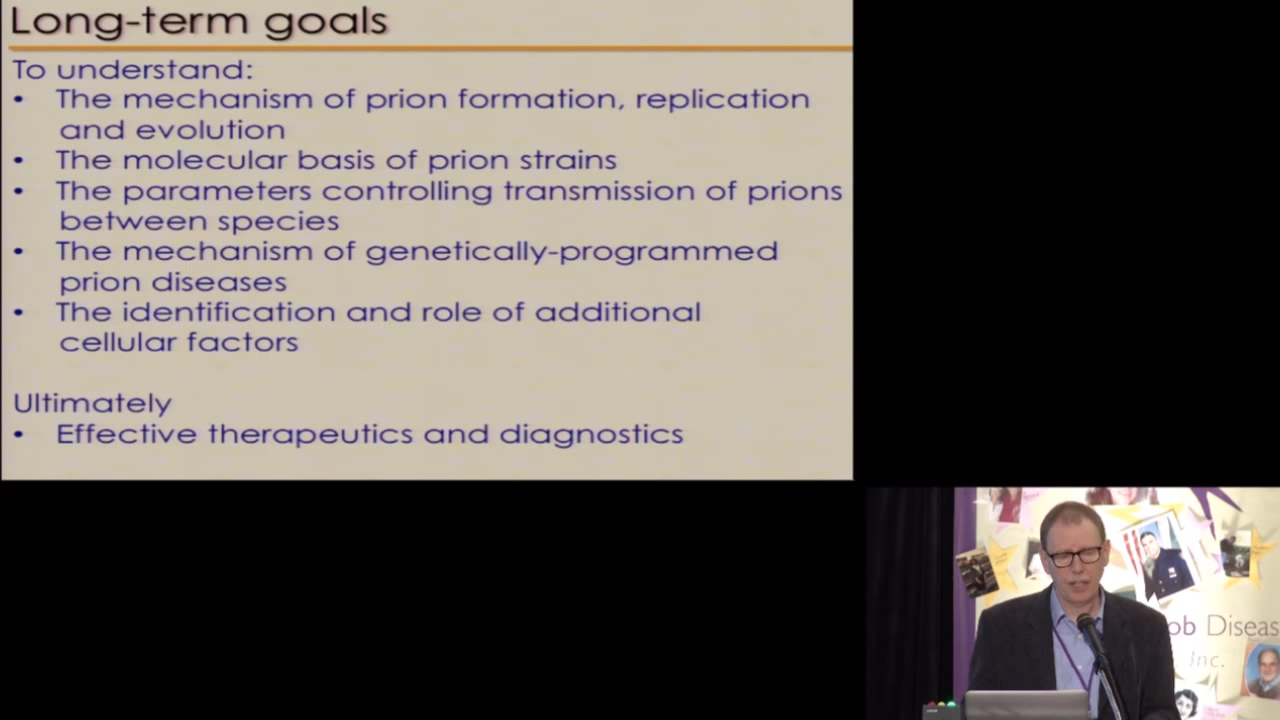 Long-term goals
To understand:
• The mechanism of prion formation, replication
and evolution
• The molecular basis of prion strains
• The parameters controlling transmission of prions
between species
• The mechanism of genetically-programmed
prion diseases
• The identification and role of additional
cellular factors
Ultimately
• Effective therapeutics and diagnostics
ob Diseas
Inc.